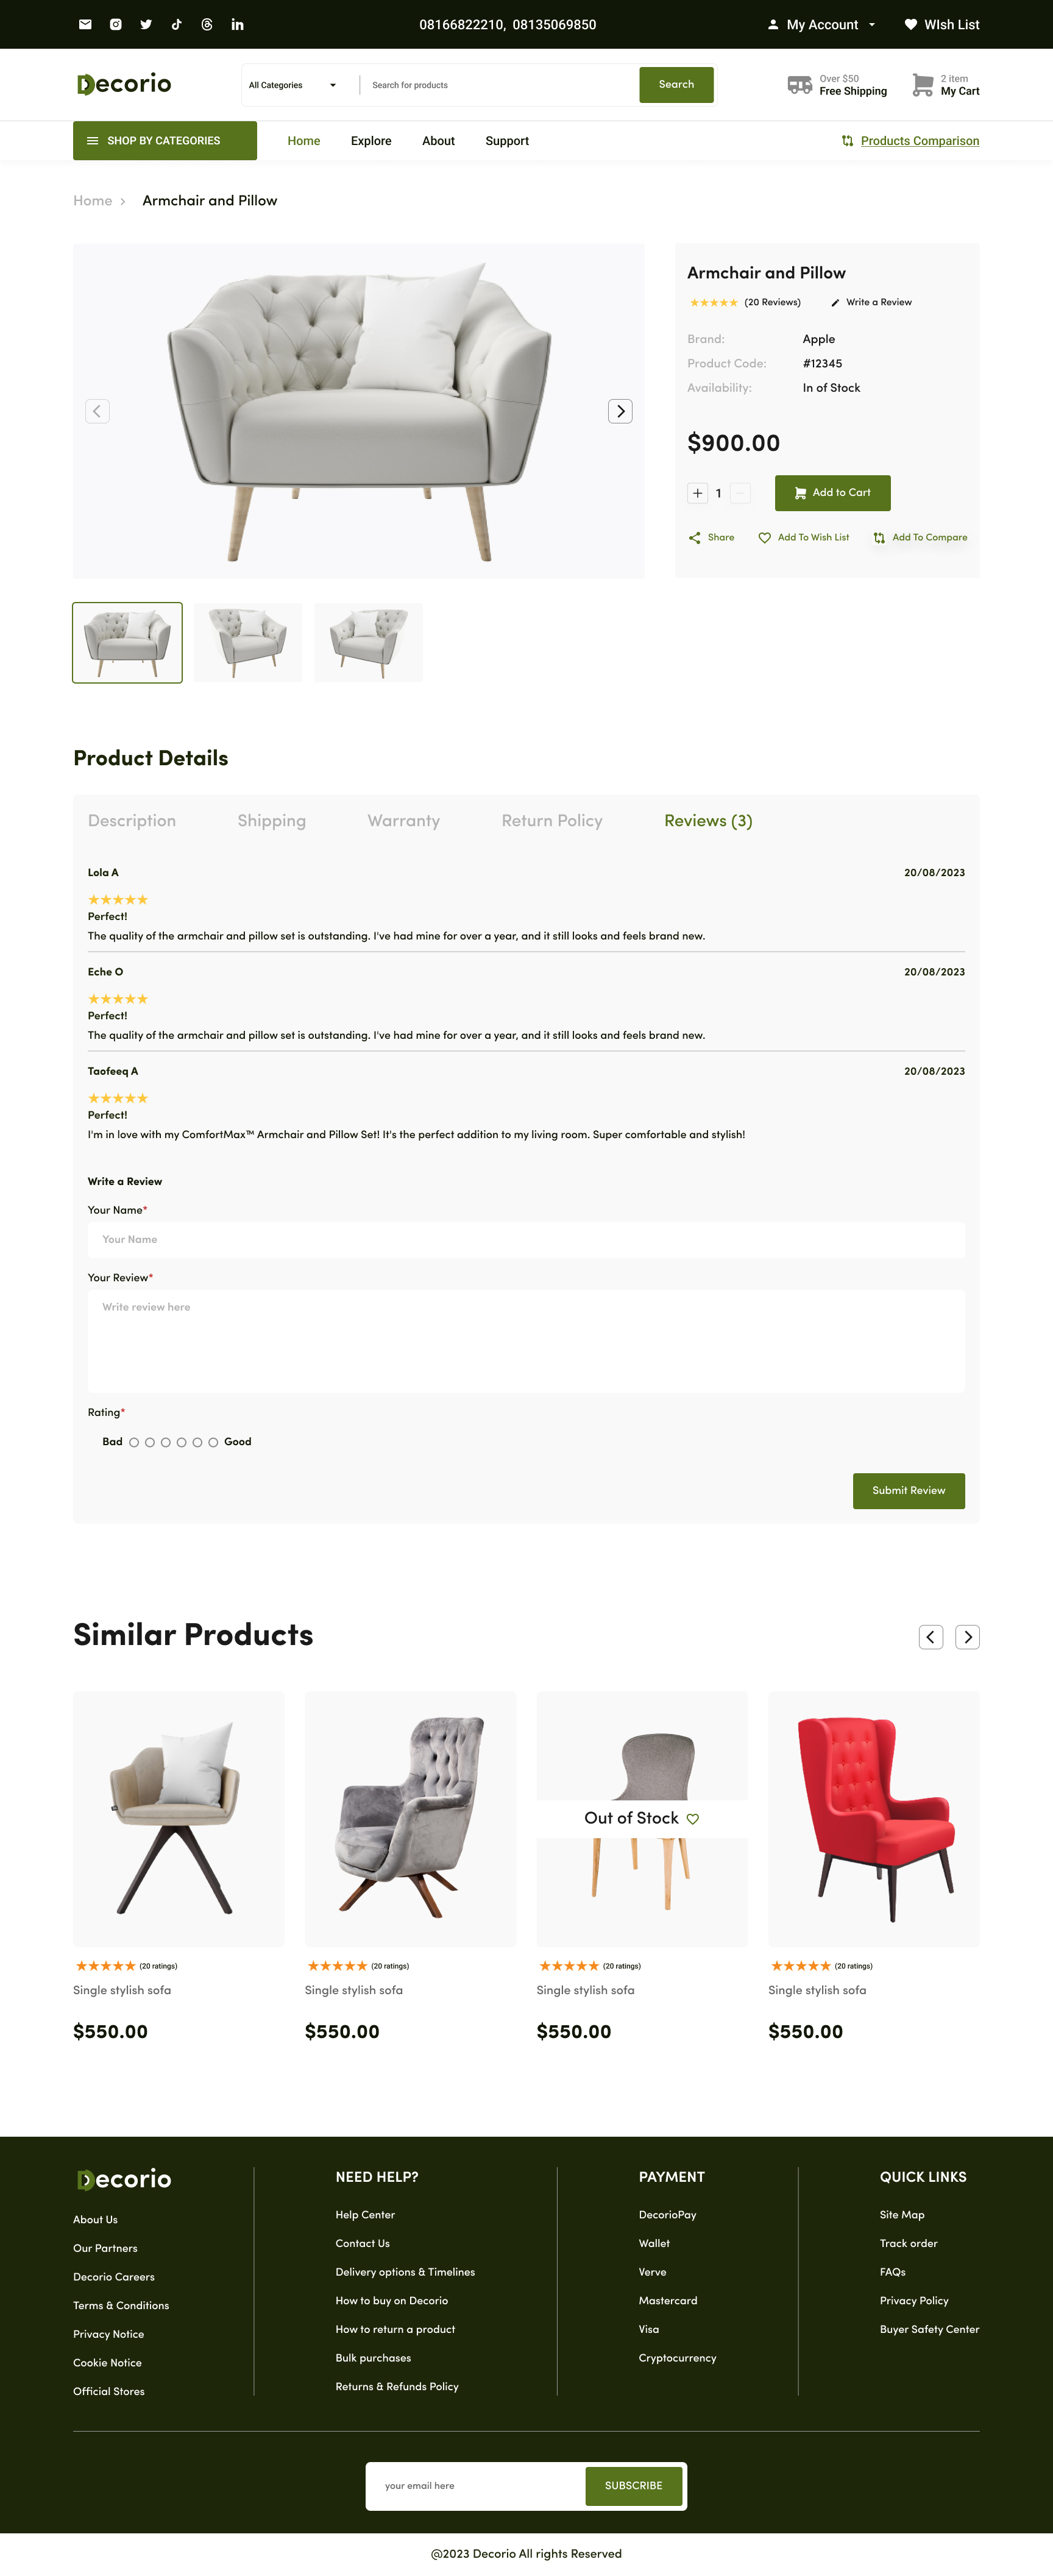 08166822210, 08135069850
My Account
WIsh List
Decorio
All Categories
Search for products
Search
Over $50
Free Shipping
2 item
My Cart
SHOP BY CATEGORIES
Home
Explore
About
Support
Products Comparison
Home
Armchair and Pillow
Armchair and Pillow
(20 Reviews)
Write a Review
Brand:
Apple
Product Code:
#12345
Availability:
In of Stock
$900.00
1
Add to Cart
Share
Add To Wish List
Add To Compare
Product Details
Description
Shipping
Warranty
Return Policy
Reviews (3)
Lola A
20/08/2023
Perfect!
The quality of the armchair and pillow set is outstanding. I've had mine for over a year, and it still looks and feels brand new.
Eche O
20/08/2023
Perfect!
The quality of the armchair and pillow set is outstanding. I've had mine for over a year, and it still looks and feels brand new.
Taofeeq A
20/08/2023
Perfect!
I'm in love with my ComfortMax™ Armchair and Pillow Set! It's the perfect addition to my living room. Super comfortable and stylish!
Write a Review
Your Name*
Your Name
Your Review*
Write review here
Rating*
Bad
Good
Submit Review
Similar Products
Out of Stock
(20 ratings)
(20 ratings)
(20 ratings)
(20 ratings)
Single stylish sofa
Single stylish sofa
Single stylish sofa
Single stylish sofa
$550.00
$550.00
$550.00
$550.00
Decorio
About Us
Our Partners
Decorio Careers
Terms & Conditions
Privacy Notice
Cookie Notice
Official Stores
NEED HELP?
Help Center
Contact Us
Delivery options & Timelines
How to buy on Decorio
How to return a product
Bulk purchases
Returns & Refunds Policy
PAYMENT
DecorioPay
Wallet
Verve
Mastercard
Visa
Cryptocurrency
QUICK LINKS
Site Map
Track order
FAQs
Privacy Policy
Buyer Safety Center
your email here
SUBSCRIBE
@2023 Decorio All rights Reserved